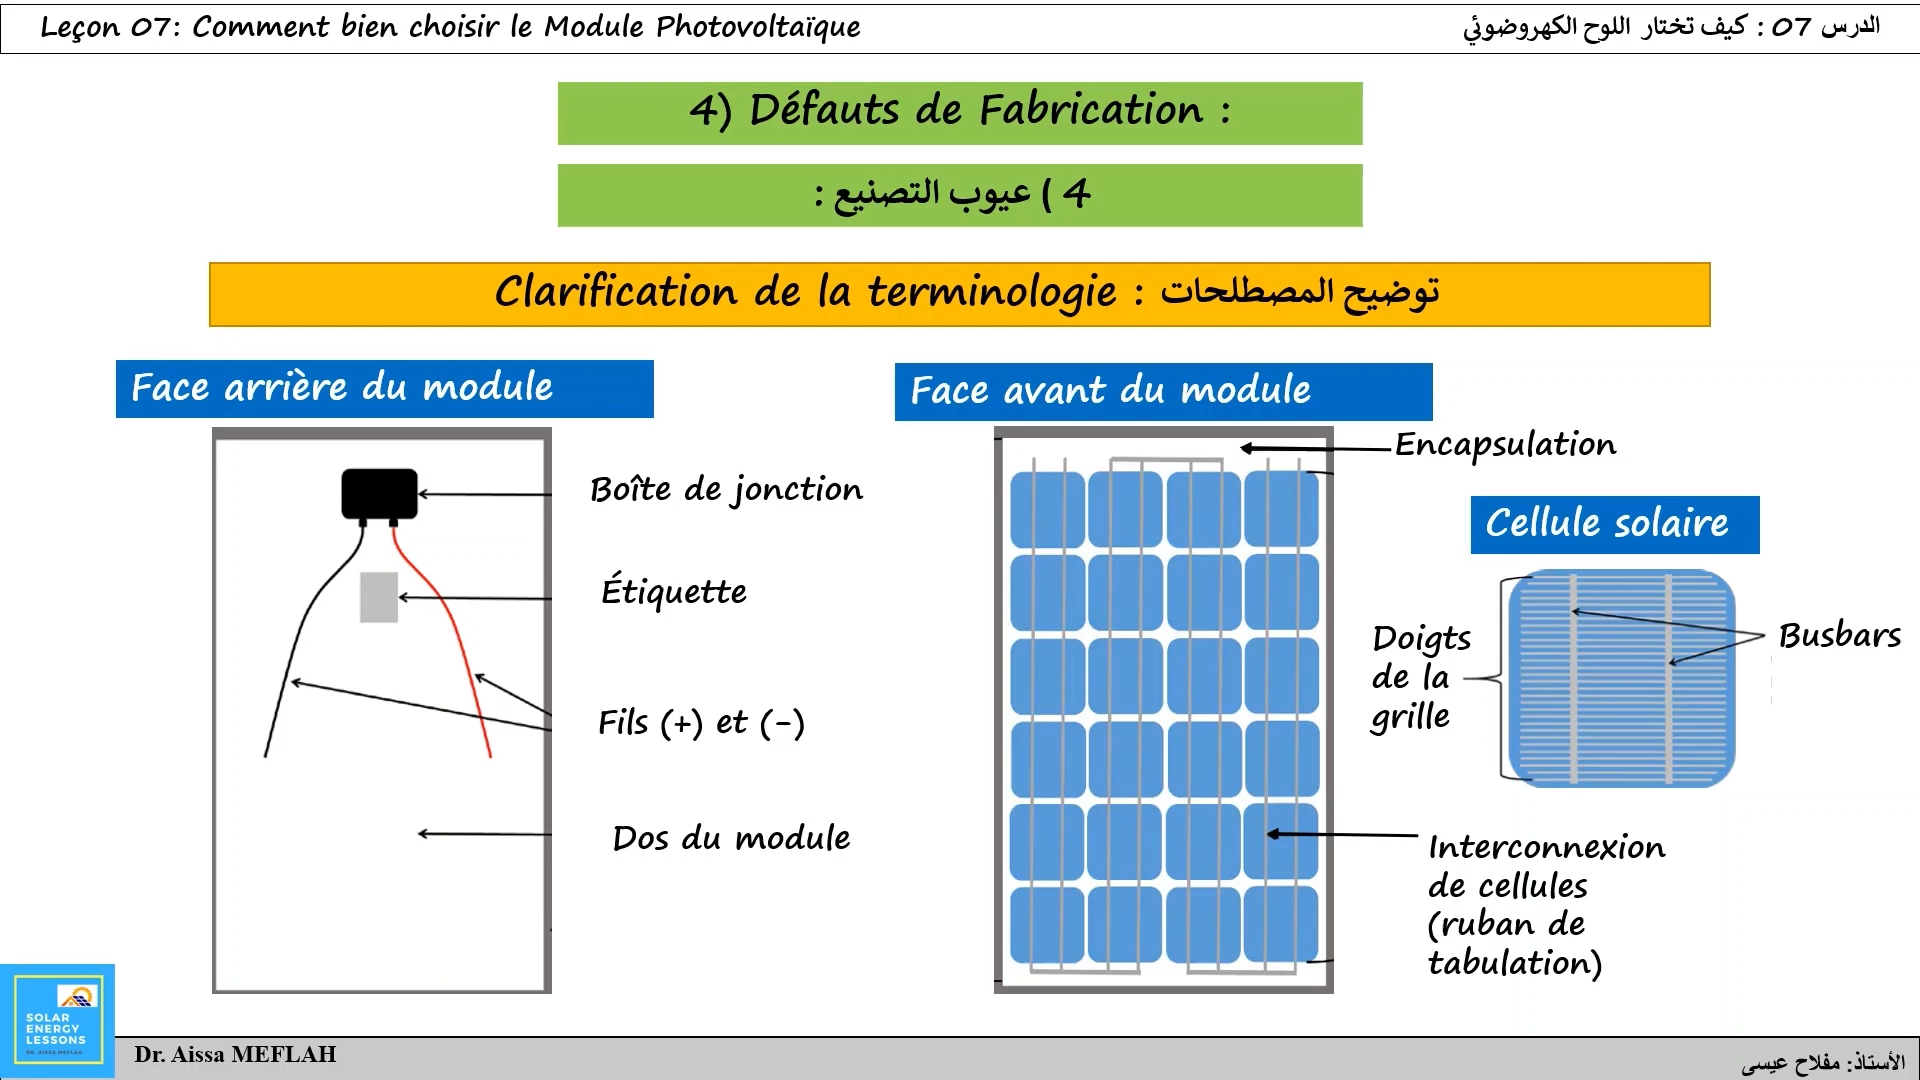 Leçon 07: Comment bien choisir le Module Photovoltaïque
الدرس 07 : كيف تختار اللوح الكهروضوئي
4) Défauts de Fabrication :
4 ) عيوب التصنيع :
Clarification de la terminologie : توضيح المصطلحات
Face arrière du module
Boîte de jonction
Étiquette
Fils (+) et (-)
Dos du module
Face avant du module
Encapsulation
Cellule solaire
Doigts
de la
grille
Busbars
Interconnexion
de cellules
(ruban de
tabulation)
SOLAR
ENERGY
LESSONS
DR. AISSA MEFLAH
Dr. Aissa MEFLAH
الأستاذ: مفلاح عيسى